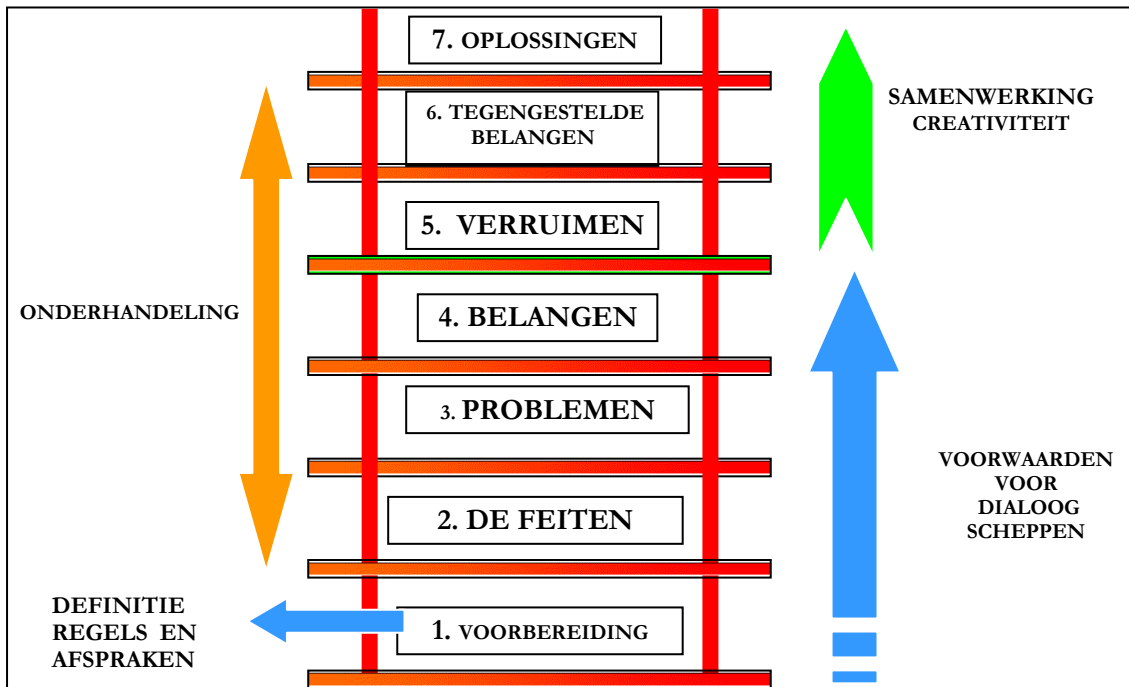 7. OPLOSSINGEN
6. TEGENGESTELDE
BELANGEN
SAMENWERKING
CREATIVITEIT
5. VERRUIMEN
ONDERHANDELING
4. BELANGEN
3. PROBLEMEN
VOORWAARDEN
VOOR
DIALOOG
SCHEPPEN
2. DE FEITEN
DEFINITIE
REGELS EN
AFSPRAKEN
1. VOORBEREIDING